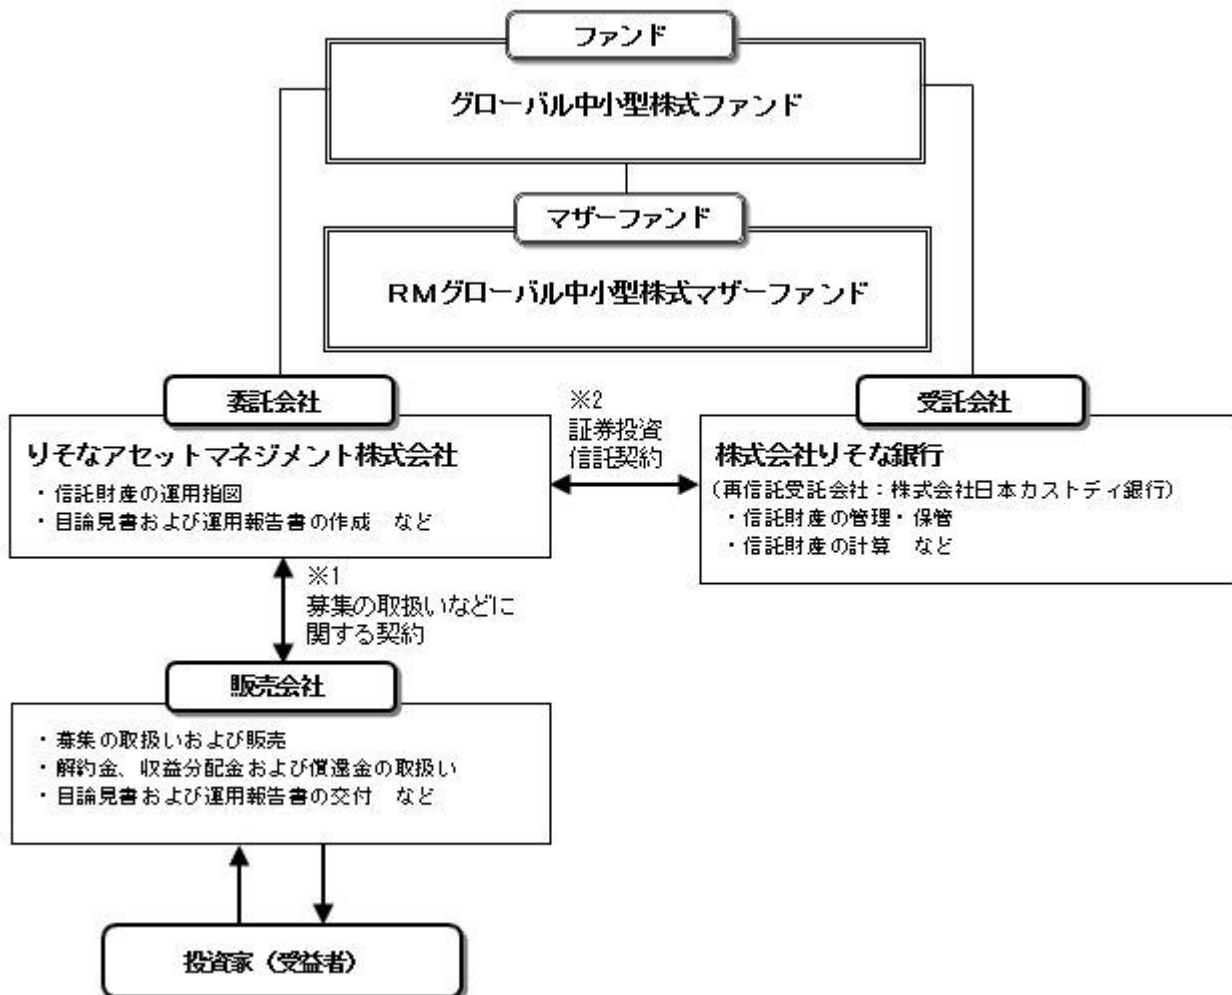 ファンド
グローバル中小型株式ファンド
マザーファンド
RMグローバル中小型株式マザーファンド
委託会社
りそなアセットマネジメント株式会社
・信託財産の運用指図
・目論見書および運用報告書の作成 など
※2
証券投資
信託契約
受託会社
株式会社りそな銀行
(再信託受託会社:株式会社日本カストディ銀行)
・信託財産の管理・保管
・信託財産の計算 など
※1
募集の取扱いなどに
関する契約
販売会社
・募集の取扱いおよび販売
・解約金、収益分配金および償還金の取扱い
・目論見書および運用報告書の交付 など
投資家(受益者)